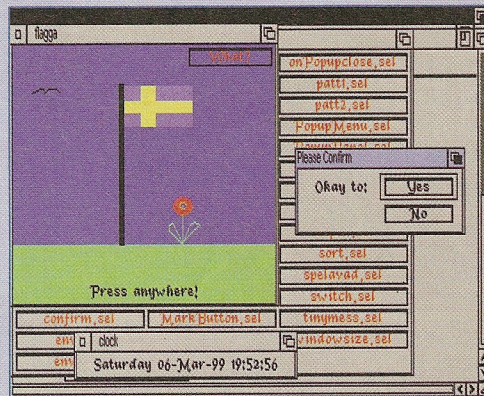 flagga
onPopupclose.sel
patt1.sel
patt2.sel
PopupMenu.sel
Please Confirm
Okay to:
Yes
No
sort.sel
Press anywhere!
spelavad.sel
switch.sel
confirm.sel
MarkButton.sel
tinymess.sel
clock
windowsize.sel
Saturday 06-Mar-99 19:52:56